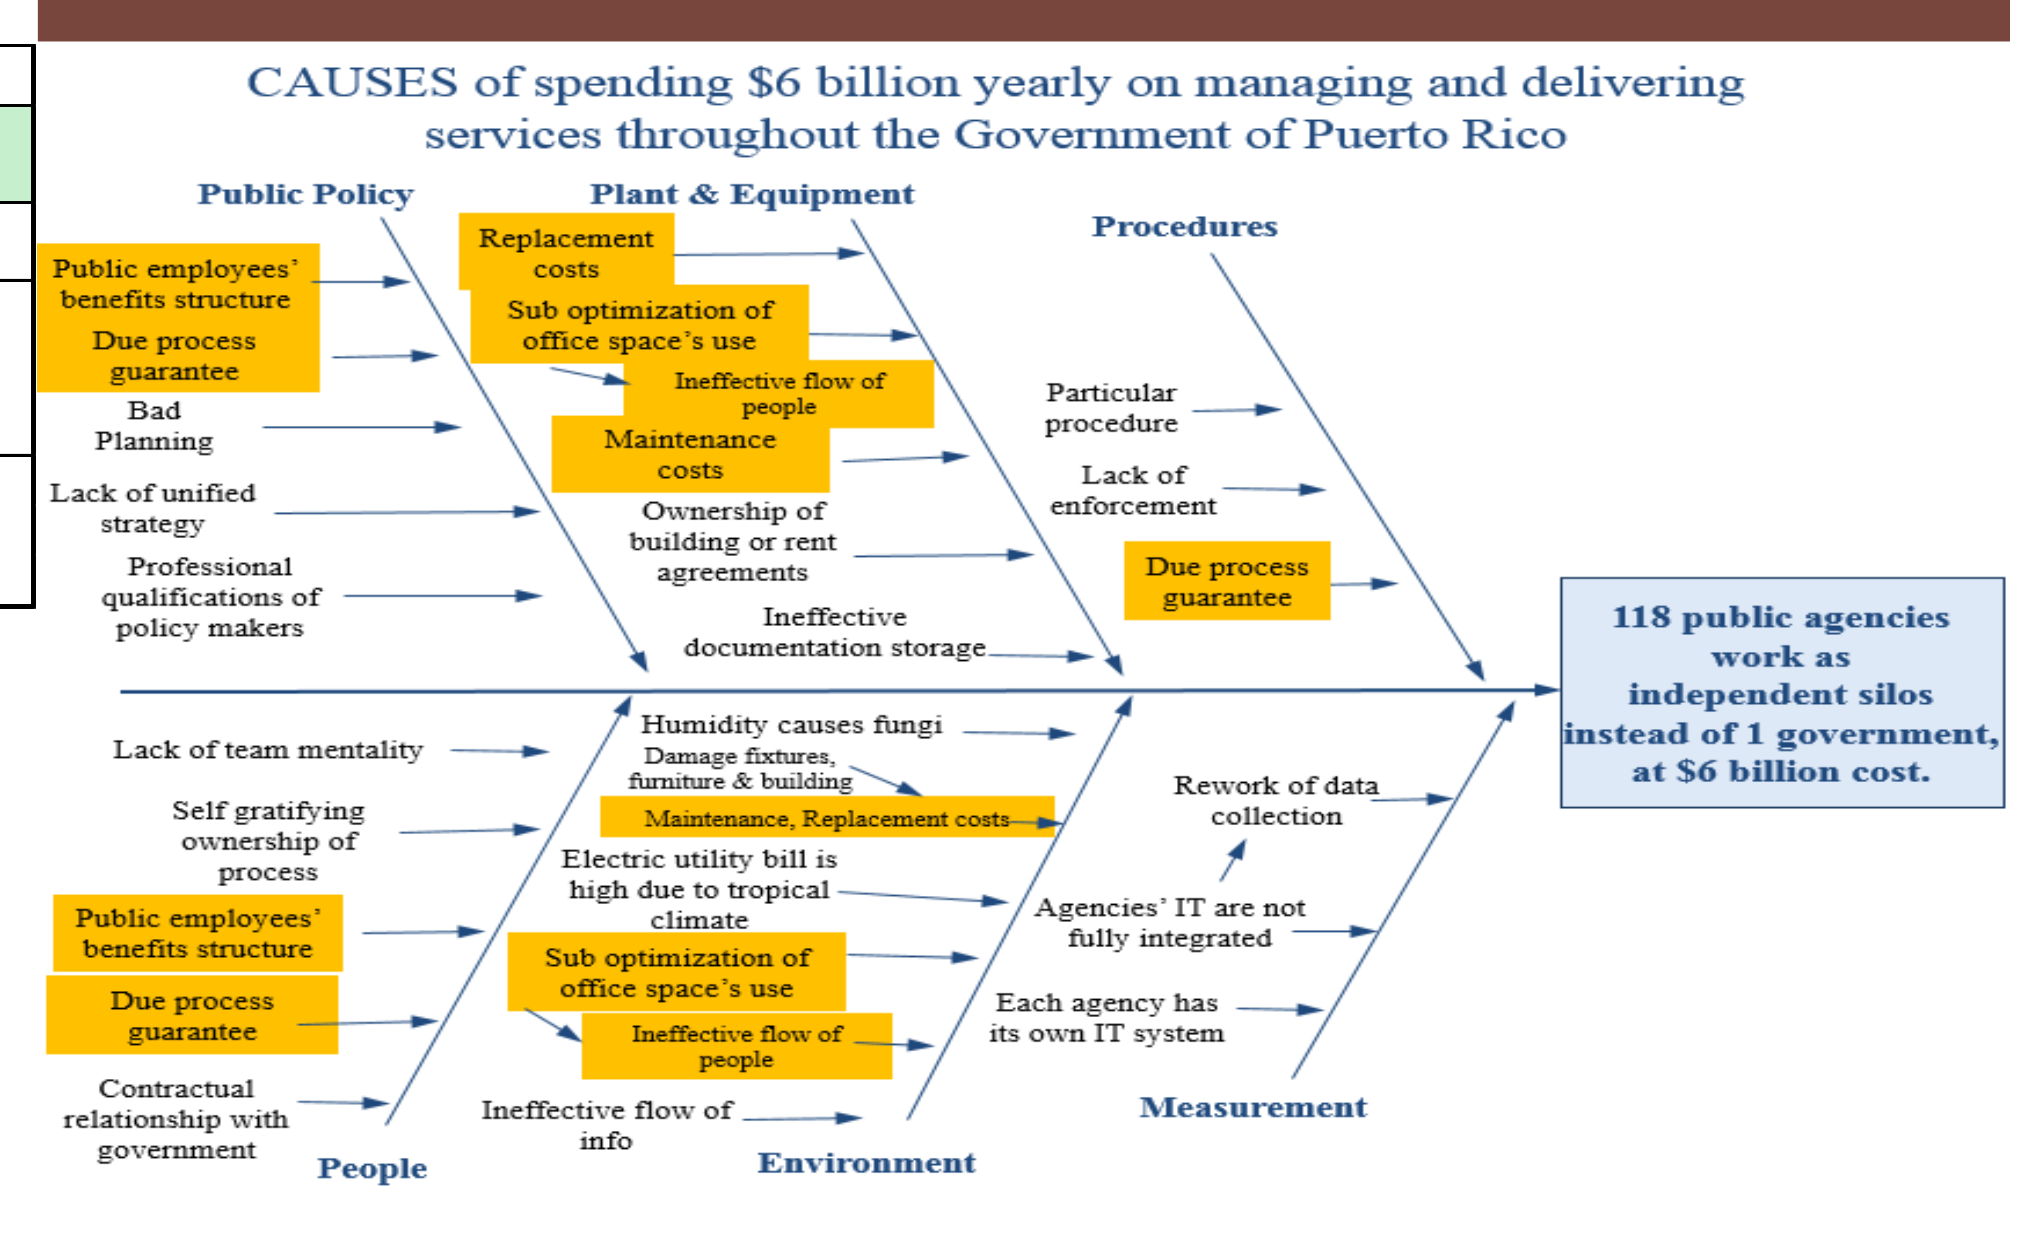 CAUSES of spending $6 billion yearly on managing and delivering
services throughout the Government of Puerto Rico
Public Policy
Public employees’
benefits structure
Due process
guarantee
Bad
Planning
Lack of unified
strategy
Professional
qualifications of
policy makers
Plant & Equipment
Replacement
costs
Sub optimization of
office space’s use
Ineffective flow of
people
Maintenance
costs
Ownership of
building or rent
agreements
Ineffective
documentation storage
Procedures
Particular
procedure
Lack of
enforcement
Due process
guarantee
118 public agencies
work as
independent silos
instead of 1 government,
at $6 billion cost.
Lack of team mentality
Self gratifying
ownership of
process
Public employees’
benefits structure
Due process
guarantee
Contractual
relationship with
government
People
Humidity causes fungi
Damage fixtures,
furniture & building
Maintenance, Replacement costs
Electric utility bill is
high due to tropical
climate
Sub optimization of
office space’s use
Ineffective flow of
people
Ineffective flow of
info
Environment
Rework of data
collection
Agencies’ IT are not
fully integrated
Each agency has
its own IT system
Measurement